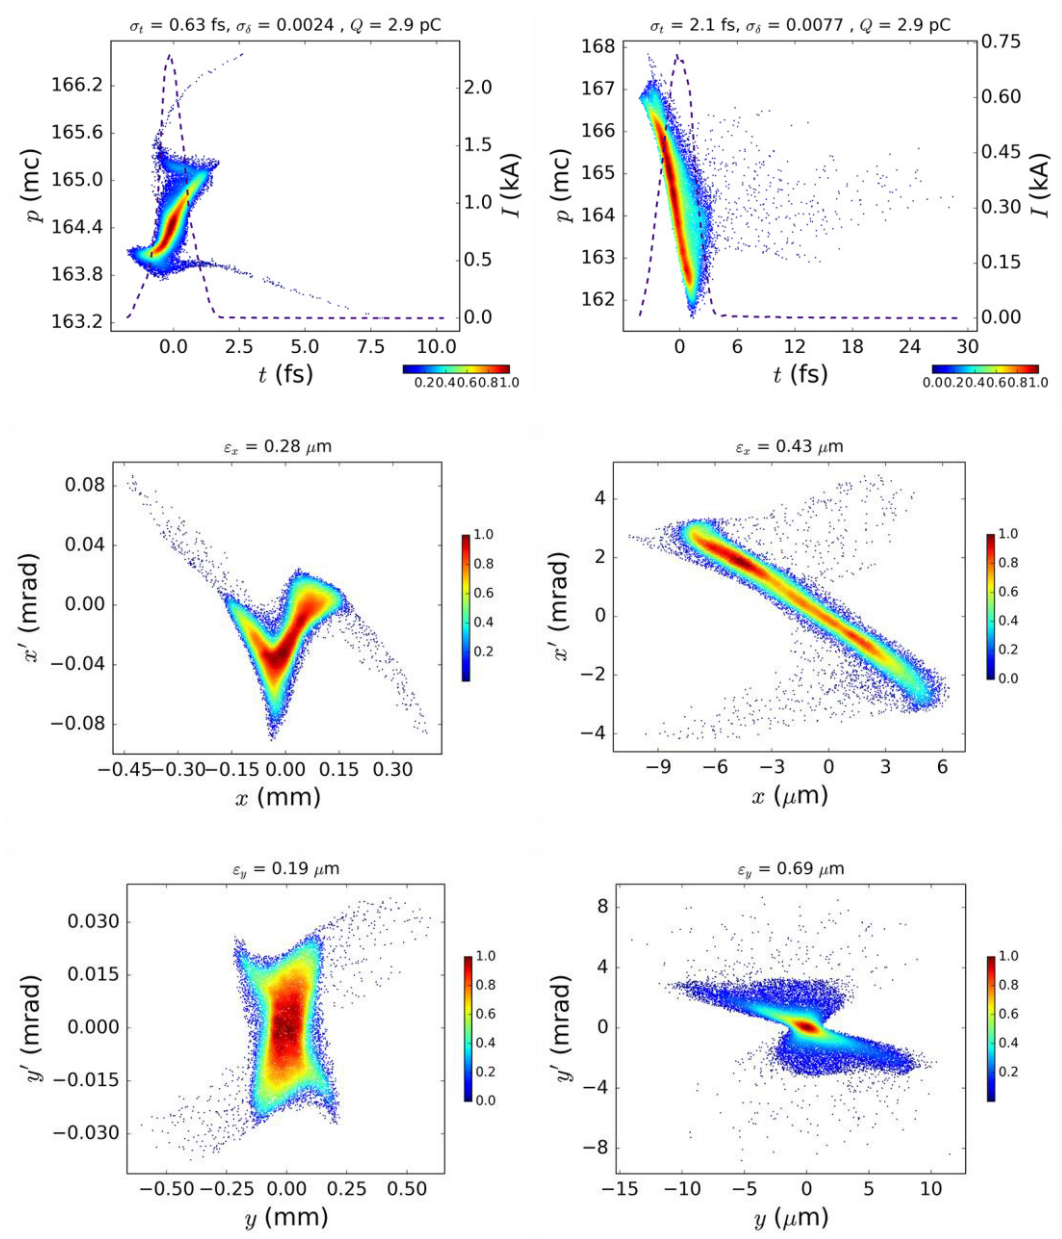 σt = 0.63 fs, σδ = 0.0024 , Q = 2.9 pC
166.2
165.6
165.0
164.4
163.8
163.2
p (mc)
2.0
1.5
1.0
0.5
0.0
I (kA)
0.0 2.5 5.0 7.5 10.0
t (fs)
0.20.40.60.81.0
σt = 2.1 fs, σδ = 0.0077 , Q = 2.9 pC
168
167
166
165
164
163
162
p (mc)
0.75
0.60
0.45
0.30
0.15
0.00
I (kA)
0 6 12 18 24 30
t (fs)
0.00.20.40.60.81.0
εx = 0.28 μm
0.08
0.04
0.00
−0.04
−0.08
x′ (mrad)
−0.45−0.30−0.15 0.00 0.15 0.30
x (mm)
1.0
0.8
0.6
0.4
0.2
εx = 0.43 μm
4
2
0
−2
−4
x′ (mrad)
−9 −6 −3 0 3 6
x (μm)
1.0
0.8
0.6
0.4
0.2
0.0
εy = 0.19 μm
0.030
0.015
0.000
−0.015
−0.030
y′ (mrad)
−0.50 −0.25 0.00 0.25 0.50
y (mm)
1.0
0.8
0.6
0.4
0.2
0.0
εy = 0.69 μm
8
4
0
−4
−8
y′ (mrad)
−15 −10 −5 0 5 10
y (μm)
1.0
0.8
0.6
0.4
0.2